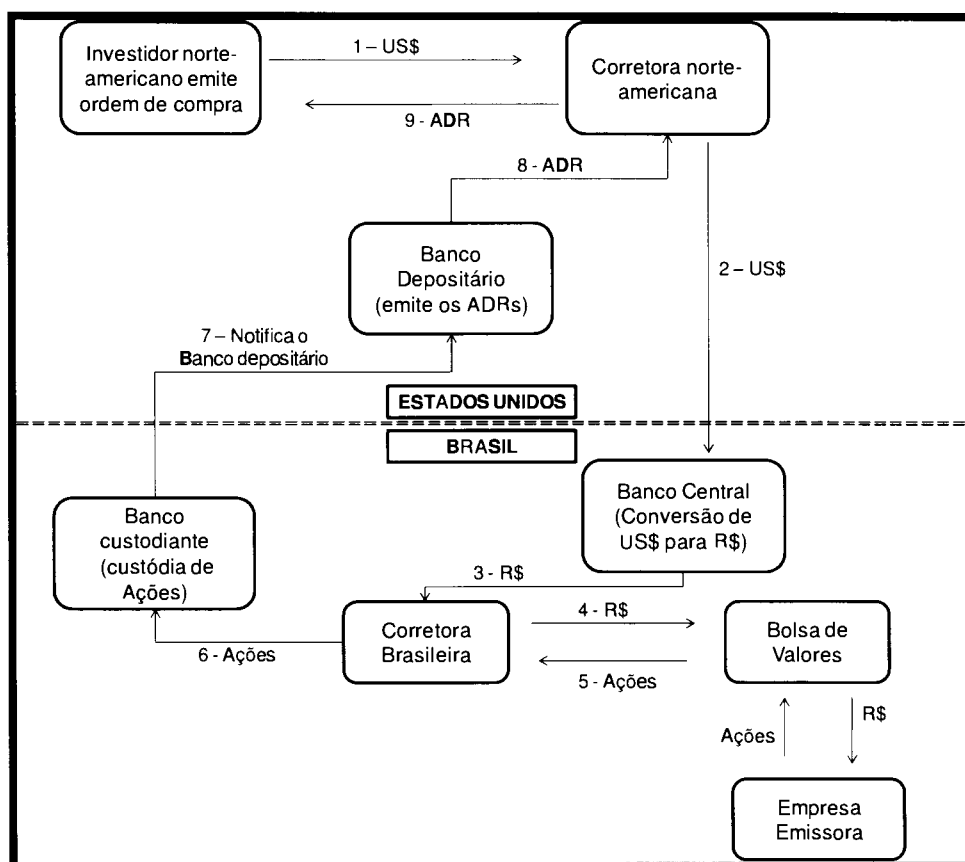 Investidor norte-
americano emite
ordem de compra
1 – US$
9 - ADR
Corretora norte-
americana
8 - ADR
Banco
Depositário
(emite os ADRs)
2 – US$
7 – Notifica o
Banco depositário
ESTADOS UNIDOS
BRASIL
Banco Central
(Conversão de
US$ para R$)
Banco
custodiante
(custódia de
Ações)
3 - R$
4 - R$
Corretora
Brasileira
Bolsa de
Valores
6 - Ações
5 - Ações
R$
Ações
Empresa
Emissora